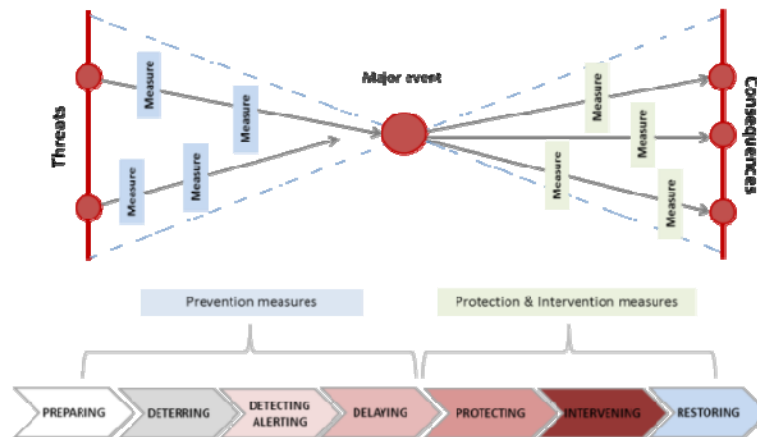 Major event
Threats
Measure
Measure
Measure
Measure
Measure
Measure
Measure
Measure
Consequences
Prevention measures
Protection & Intervention measures
PREPARING
DETERRING
DETECTING
ALERTING
DELAYING
PROTECTING
INTERVENING
RESTORING